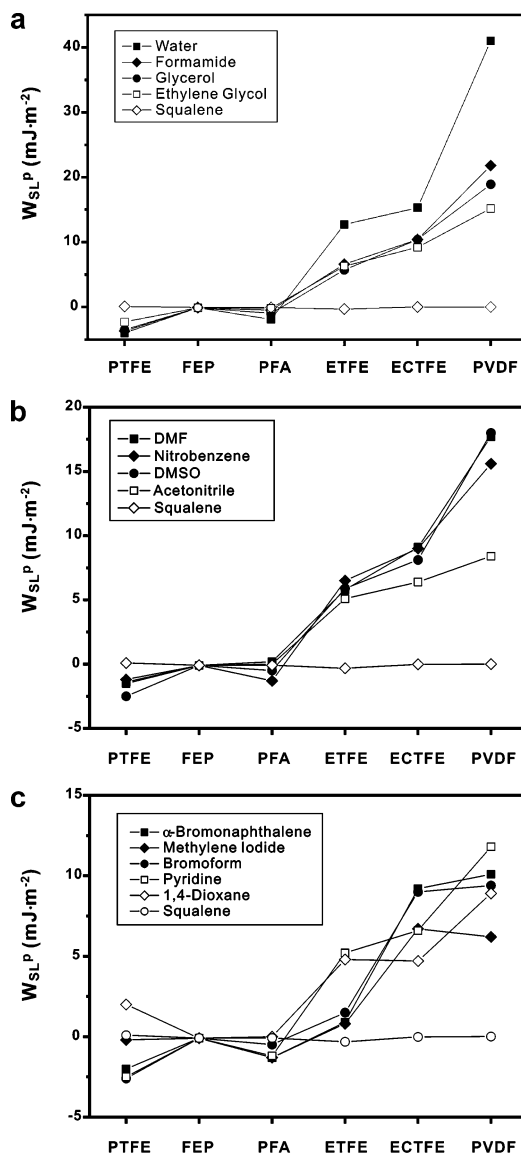 a
W_SL^p (mJ·m⁻²)
40
30
20
10
0
Water
Formamide
Glycerol
Ethylene Glycol
Squalene
PTFE FEP PFA ETFE ECTFE PVDF
b
W_SL^p (mJ·m⁻²)
20
15
10
5
0
-5
DMF
Nitrobenzene
DMSO
Acetonitrile
Squalene
PTFE FEP PFA ETFE ECTFE PVDF
c
W_SL^p (mJ·m⁻²)
15
10
5
0
-5
α-Bromonaphthalene
Methylene Iodide
Bromoform
Pyridine
1,4-Dioxane
Squalene
PTFE FEP PFA ETFE ECTFE PVDF